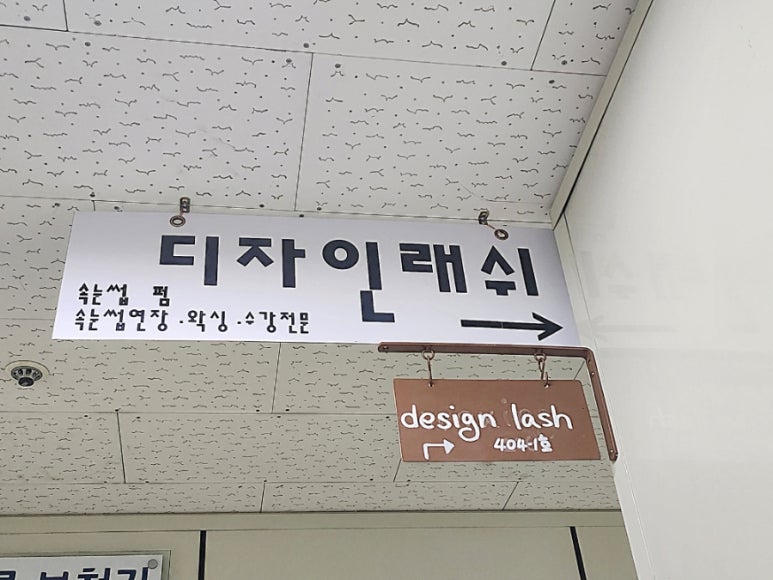 디자인래쉬
속눈썹 펌
속눈썹연장.왁싱.수강전문
design lash
404-1호